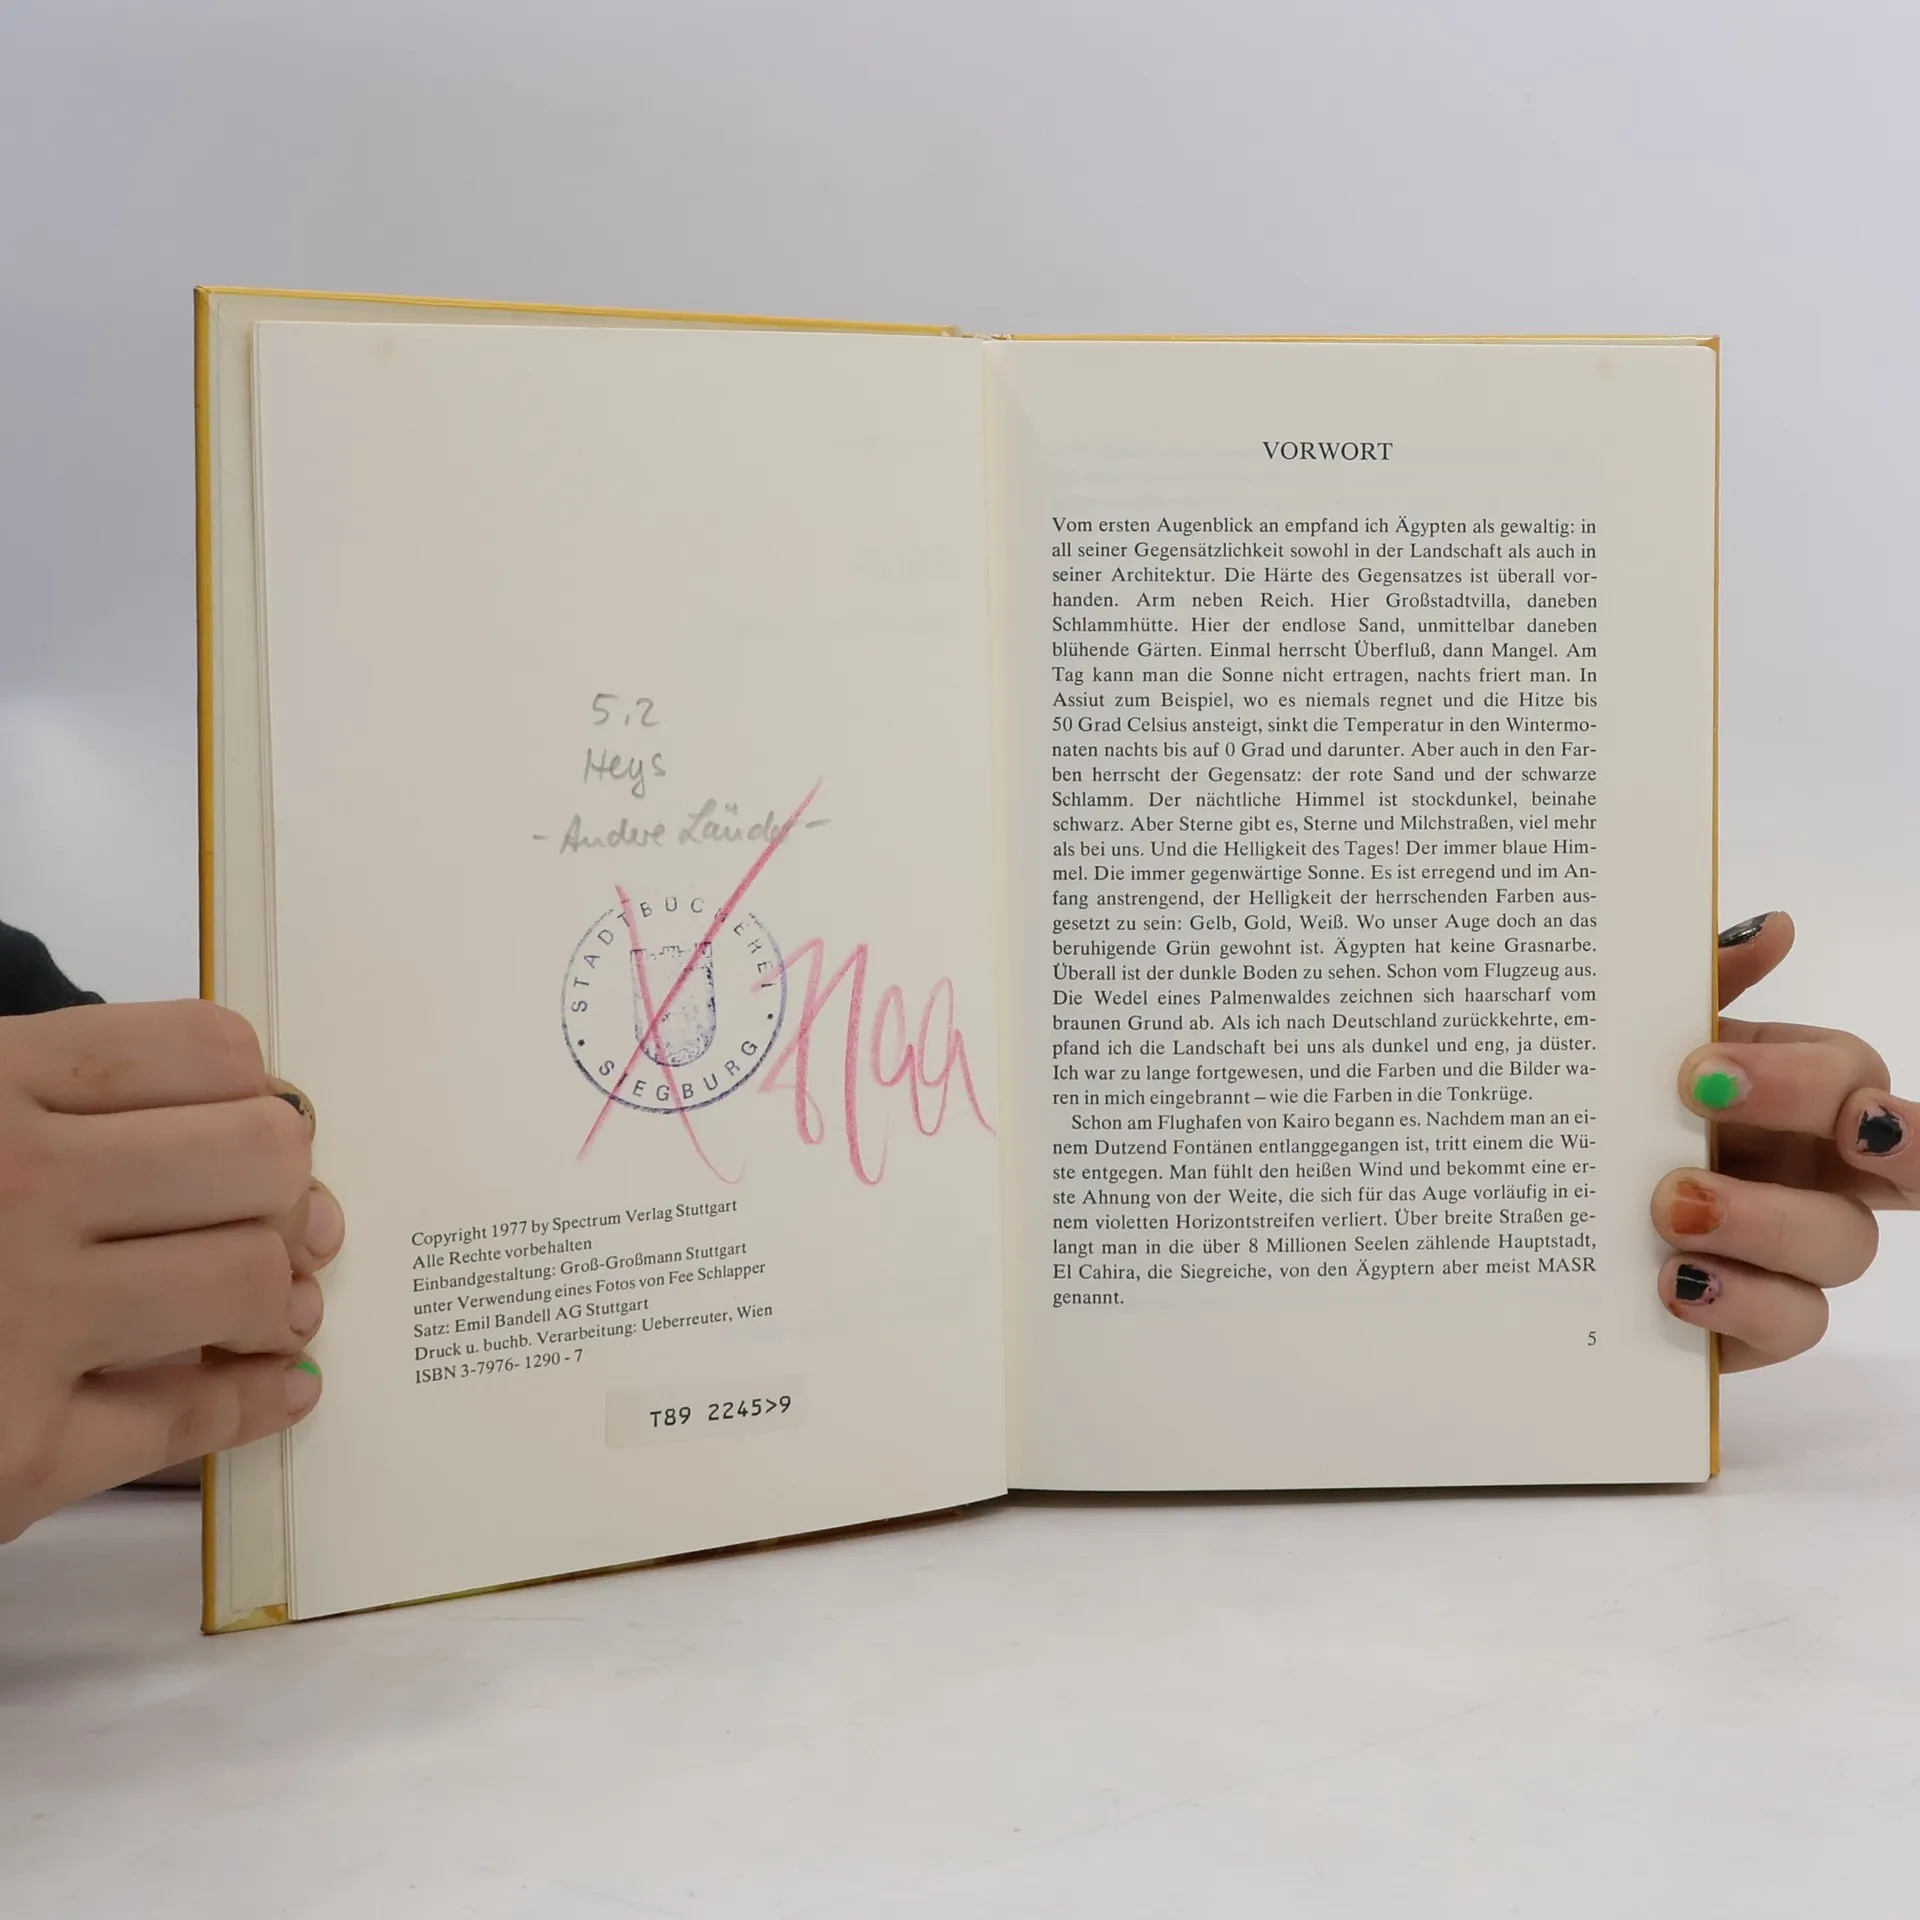 5.2
Heys
- Andere Länder -
STADTBÜCHEREI
• SIEGBURG •
Copyright 1977 by Spectrum Verlag Stuttgart
Alle Rechte vorbehalten
Einbandgestaltung: Groß-Großmann Stuttgart
unter Verwendung eines Fotos von Fee Schlapper
Satz: Emil Bandell AG Stuttgart
Druck u. buchb. Verarbeitung: Ueberreuter, Wien
ISBN 3-7976- 1290 - 7
T89 2245>9
VORWORT
Vom ersten Augenblick an empfand ich Ägypten als gewaltig: in
all seiner Gegensätzlichkeit sowohl in der Landschaft als auch in
seiner Architektur. Die Härte des Gegensatzes ist überall vor-
handen. Arm neben Reich. Hier Großstadtvilla, daneben
Schlammhütte. Hier der endlose Sand, unmittelbar daneben
blühende Gärten. Einmal herrscht Überfluß, dann Mangel. Am
Tag kann man die Sonne nicht ertragen, nachts friert man. In
Assiut zum Beispiel, wo es niemals regnet und die Hitze bis
50 Grad Celsius ansteigt, sinkt die Temperatur in den Wintermo-
naten nachts bis auf 0 Grad und darunter. Aber auch in den Far-
ben herrscht der Gegensatz: der rote Sand und der schwarze
Schlamm. Der nächtliche Himmel ist stockdunkel, beinahe
schwarz. Aber Sterne gibt es, Sterne und Milchstraßen, viel mehr
als bei uns. Und die Helligkeit des Tages! Der immer blaue Him-
mel. Die immer gegenwärtige Sonne. Es ist erregend und im An-
fang anstrengend, der Helligkeit der herrschenden Farben aus-
gesetzt zu sein: Gelb, Gold, Weiß. Wo unser Auge doch an das
beruhigende Grün gewohnt ist. Ägypten hat keine Grasnarbe.
Überall ist der dunkle Boden zu sehen. Schon vom Flugzeug aus.
Die Wedel eines Palmenwaldes zeichnen sich haarscharf vom
braunen Grund ab. Als ich nach Deutschland zurückkehrte, em-
pfand ich die Landschaft bei uns als dunkel und eng, ja düster.
Ich war zu lange fortgewesen, und die Farben und die Bilder wa-
ren in mich eingebrannt – wie die Farben in die Tonkrüge.
Schon am Flughafen von Kairo begann es. Nachdem man an ei-
nem Dutzend Fontänen entlanggegangen ist, tritt einem die Wü-
ste entgegen. Man fühlt den heißen Wind und bekommt eine er-
ste Ahnung von der Weite, die sich für das Auge vorläufig in ei-
nem violetten Horizontstreifen verliert. Über breite Straßen ge-
langt man in die über 8 Millionen Seelen zählende Hauptstadt,
El Cahira, die Siegreiche, von den Ägyptern aber meist MASR
genannt.
5